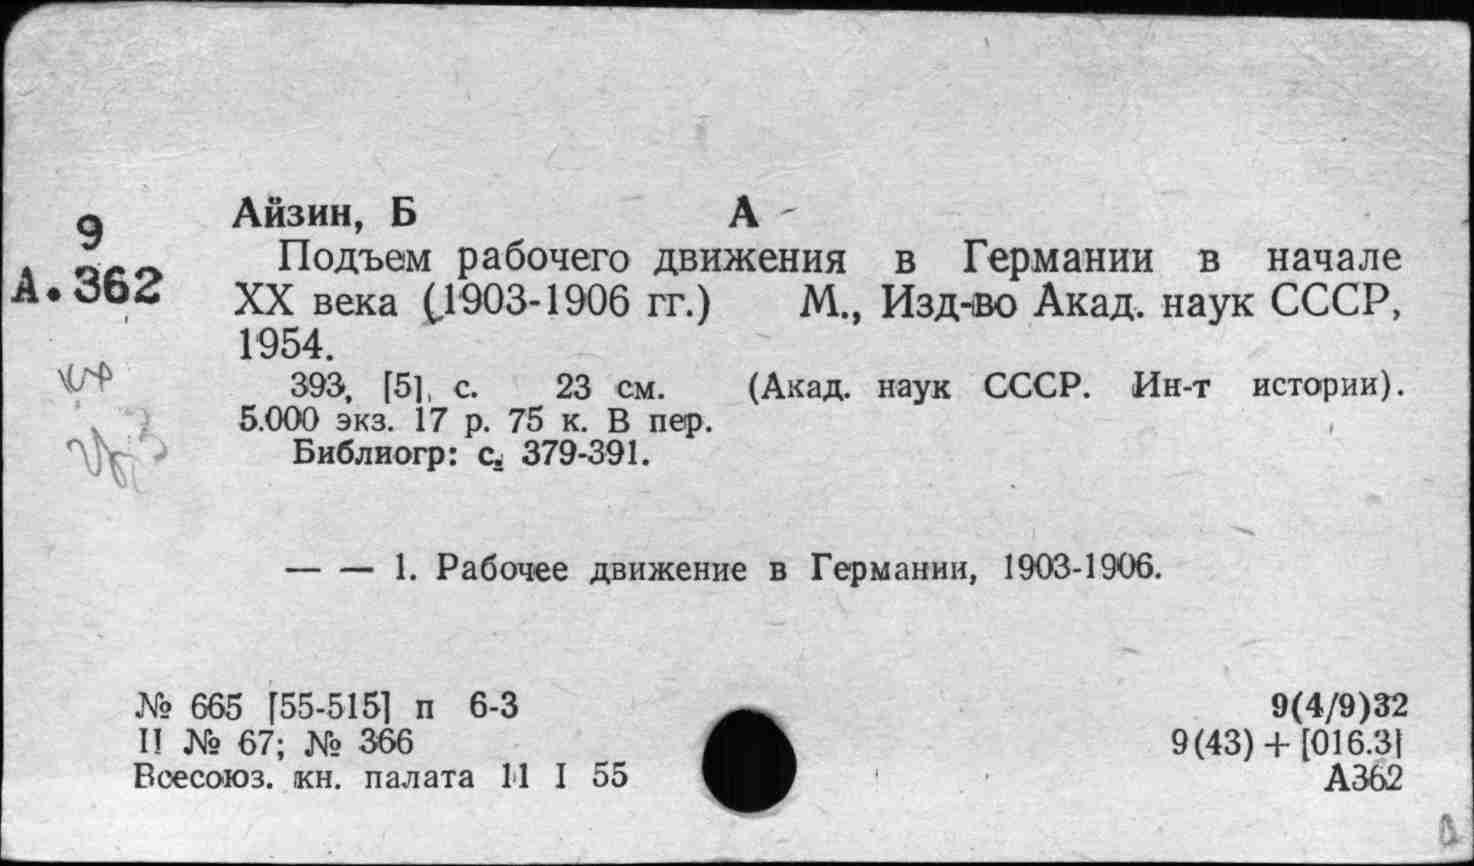 9
А.362
Айзин, Б А -
Подъем рабочего движения в Германии в начале
XX века (1903-1906 гг.) М., Изд-во Акад. наук СССР,
1954.
393, [5], с. 23 см. (Акад. наук СССР. Ин-т истории).
5.000 экз. 17 р. 75 к. В пер.
Библиогр: с. 379-391.
— — 1. Рабочее движение в Германии, 1903-1906.
№ 665 [55-515] п 6-3
II № 67; № 366
Всесоюз. кн. палата 11 I 55
9(4/9)32
9(43) + [016.3]
А362